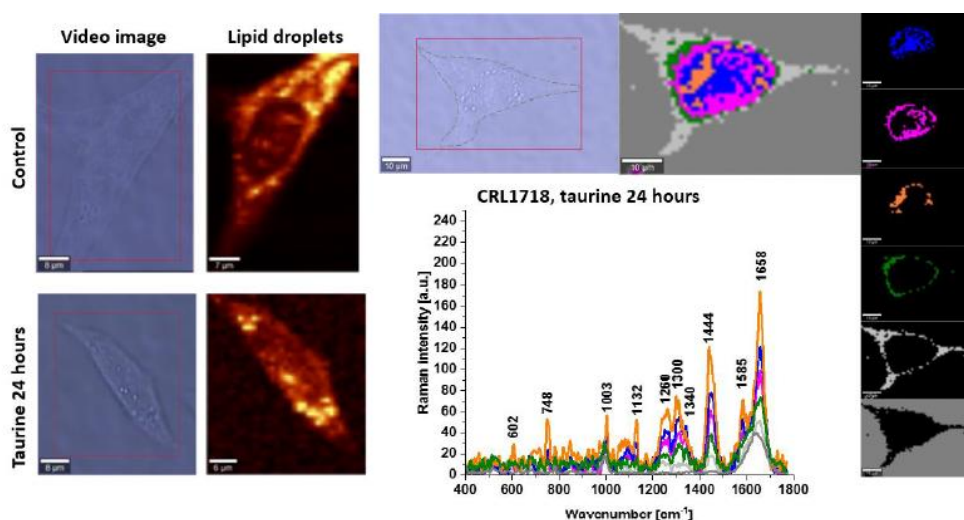 Video image
Lipid droplets
Control
8 µm
7 µm
Taurine 24 hours
6 µm
10 µm
10 µm
CRL1718, taurine 24 hours
Raman Intensity [a.u.]
240
220
200
180
160
140
120
100
80
60
40
20
0
602
748
1003
1132
1260
1300
1340
1444
1585
1658
400
600
800
1000
1200
1400
1600
1800
Wavenumber [cm-1]